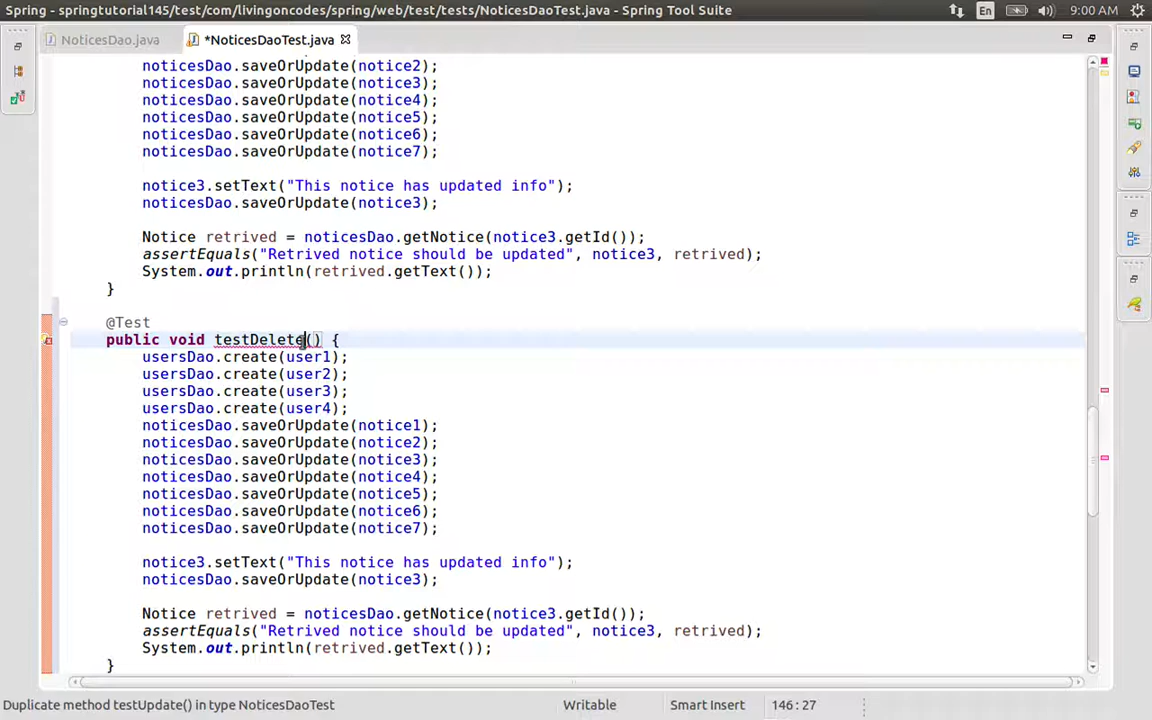 Spring - springtutorial145/test/com/livingoncodes/spring/web/test/tests/NoticesDaoTest.java - Spring Tool Suite
En
9:00 AM
NoticesDao.java
*NoticesDaoTest.java
noticesDao.saveOrUpdate(notice2);
noticesDao.saveOrUpdate(notice3);
noticesDao.saveOrUpdate(notice4);
noticesDao.saveOrUpdate(notice5);
noticesDao.saveOrUpdate(notice6);
noticesDao.saveOrUpdate(notice7);
notice3.setText("This notice has updated info");
noticesDao.saveOrUpdate(notice3);
Notice retrived = noticesDao.getNotice(notice3.getId());
assertEquals("Retrived notice should be updated", notice3, retrived);
System.out.println(retrived.getText());
}
@Test
public void testDelete() {
usersDao.create(user1);
usersDao.create(user2);
usersDao.create(user3);
usersDao.create(user4);
noticesDao.saveOrUpdate(notice1);
noticesDao.saveOrUpdate(notice2);
noticesDao.saveOrUpdate(notice3);
noticesDao.saveOrUpdate(notice4);
noticesDao.saveOrUpdate(notice5);
noticesDao.saveOrUpdate(notice6);
noticesDao.saveOrUpdate(notice7);
notice3.setText("This notice has updated info");
noticesDao.saveOrUpdate(notice3);
Notice retrived = noticesDao.getNotice(notice3.getId());
assertEquals("Retrived notice should be updated", notice3, retrived);
System.out.println(retrived.getText());
}
Duplicate method testUpdate() in type NoticesDaoTest
Writable
Smart Insert
146 : 27